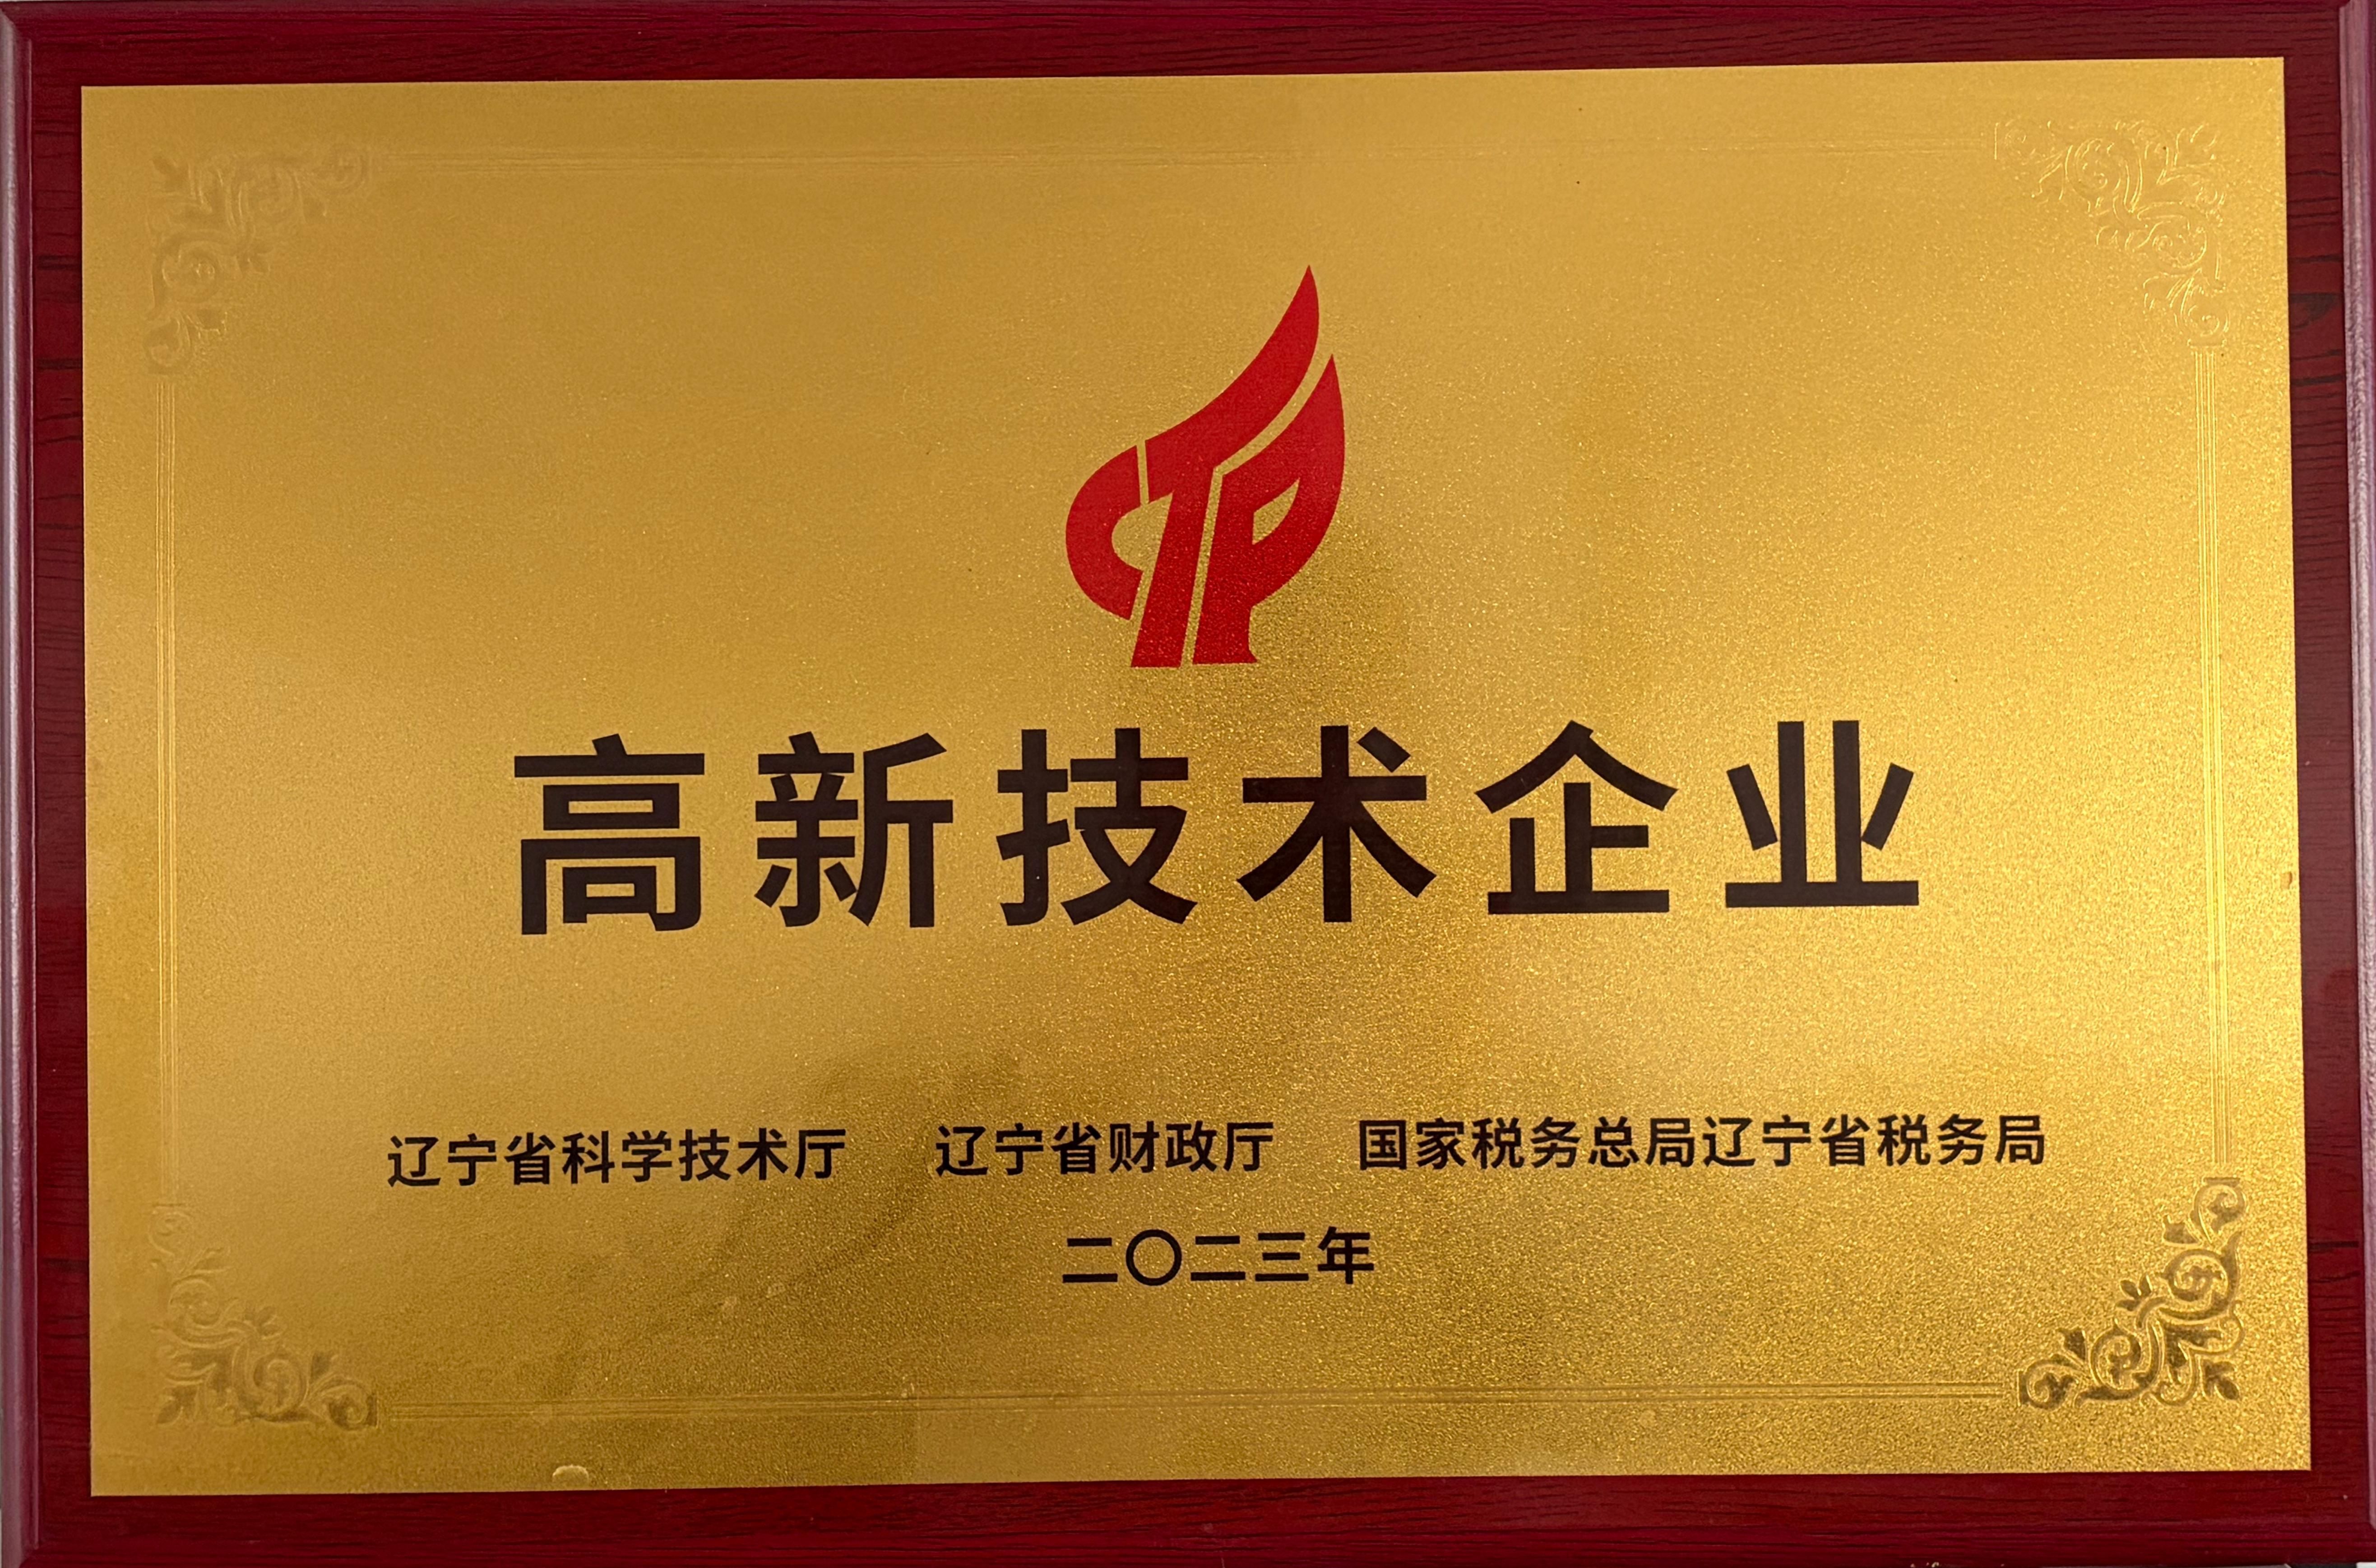 高新技术企业
辽宁省科学技术厅 辽宁省财政厅 国家税务总局辽宁省税务局
二〇二三年